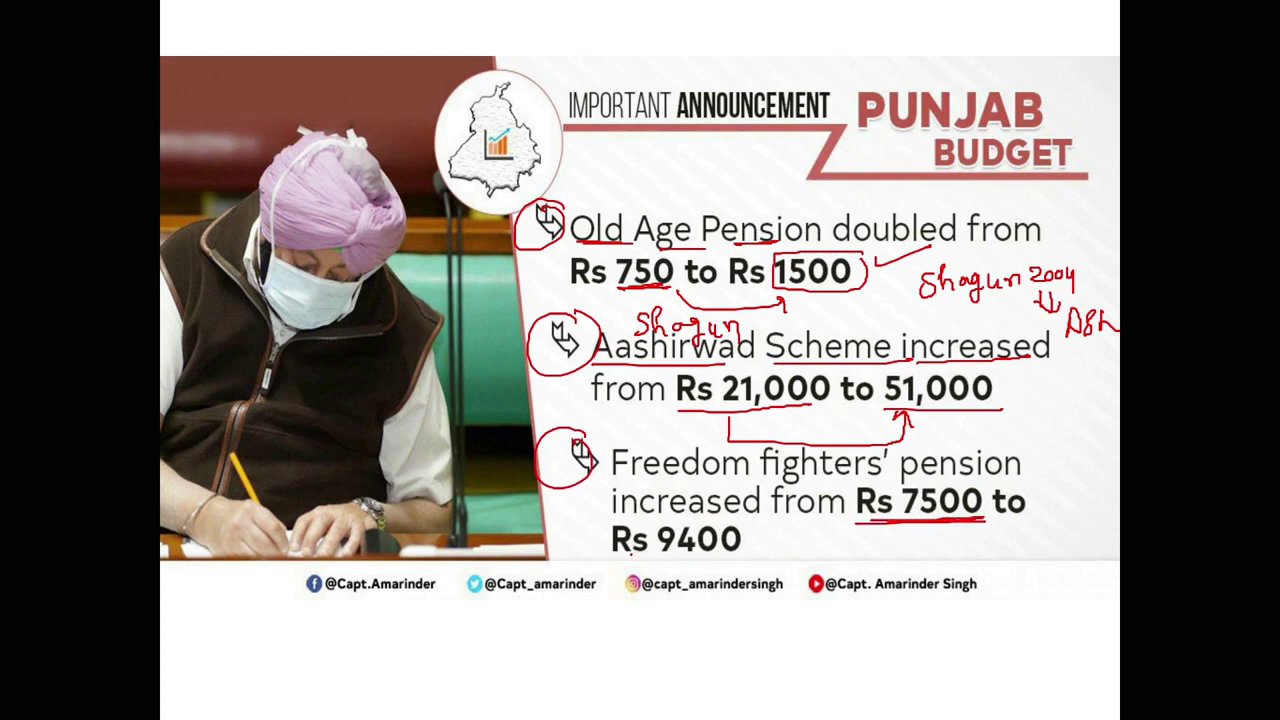 IMPORTANT ANNOUNCEMENT
PUNJAB
BUDGET
Old Age Pension doubled from
Rs 750 to Rs 1500
Shagun 2004
Shagun
Aashirwad Scheme increased
from Rs 21,000 to 51,000
Freedom fighters' pension
increased from Rs 7500 to
Rs 9400
@Capt.Amarinder @Capt_amarinder @capt_amarindersingh @Capt. Amarinder Singh